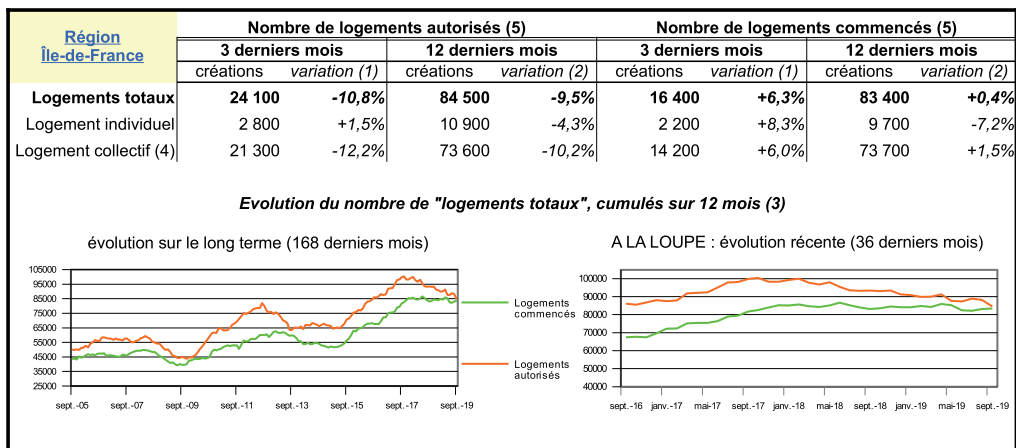 Région
Île-de-France
Nombre de logements autorisés (5) Nombre de logements commencés (5)
3 derniers mois 12 derniers mois 3 derniers mois 12 derniers mois
créations variation (1) créations variation (2) créations variation (1) créations variation (2)
Logements totaux 24 100 -10,8% 84 500 -9,5% 16 400 +6,3% 83 400 +0,4%
Logement individuel 2 800 +1,5% 10 900 -4,3% 2 200 +8,3% 9 700 -7,2%
Logement collectif (4) 21 300 -12,2% 73 600 -10,2% 14 200 +6,0% 73 700 +1,5%
Evolution du nombre de "logements totaux", cumulés sur 12 mois (3)
évolution sur le long terme (168 derniers mois)
105000
95000
85000
75000
65000
55000
45000
35000
25000
sept.-05 sept.-07 sept.-09 sept.-11 sept.-13 sept.-15 sept.-17 sept.-19
Logements
commencés
Logements
autorisés
A LA LOUPE : évolution récente (36 derniers mois)
100000
90000
80000
70000
60000
50000
40000
sept.-16 janv.-17 mai-17 sept.-17 janv.-18 mai-18 sept.-18 janv.-19 mai-19 sept.-19